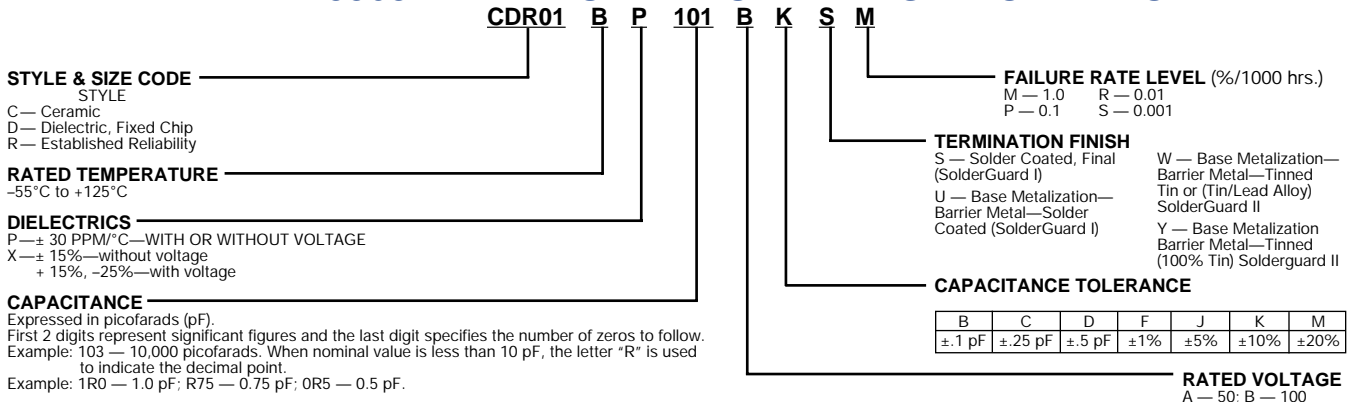 CDR01 B P 101 B K S M
STYLE & SIZE CODE
STYLE
C— Ceramic
D— Dielectric, Fixed Chip
R— Established Reliability
RATED TEMPERATURE
–55°C to +125°C
DIELECTRICS
P—± 30 PPM/°C—WITH OR WITHOUT VOLTAGE
X—± 15%—without voltage
+ 15%, –25%—with voltage
CAPACITANCE
Expressed in picofarads (pF).
First 2 digits represent significant figures and the last digit specifies the number of zeros to follow.
Example: 103 — 10,000 picofarads. When nominal value is less than 10 pF, the letter “R” is used
to indicate the decimal point.
Example: 1R0 — 1.0 pF; R75 — 0.75 pF; 0R5 — 0.5 pF.
FAILURE RATE LEVEL (%/1000 hrs.)
M — 1.0 R — 0.01
P — 0.1 S — 0.001
TERMINATION FINISH
S — Solder Coated, Final
(SolderGuard I)
U — Base Metalization—
Barrier Metal—Solder
Coated (SolderGuard I)
W — Base Metalization—
Barrier Metal—Tinned
Tin or (Tin/Lead Alloy)
SolderGuard II
Y — Base Metalization
Barrier Metal—Tinned
(100% Tin) Solderguard II
CAPACITANCE TOLERANCE
B C D F J K M
±.1 pF ±.25 pF ±.5 pF ±1% ±5% ±10% ±20%
RATED VOLTAGE
A — 50; B — 100